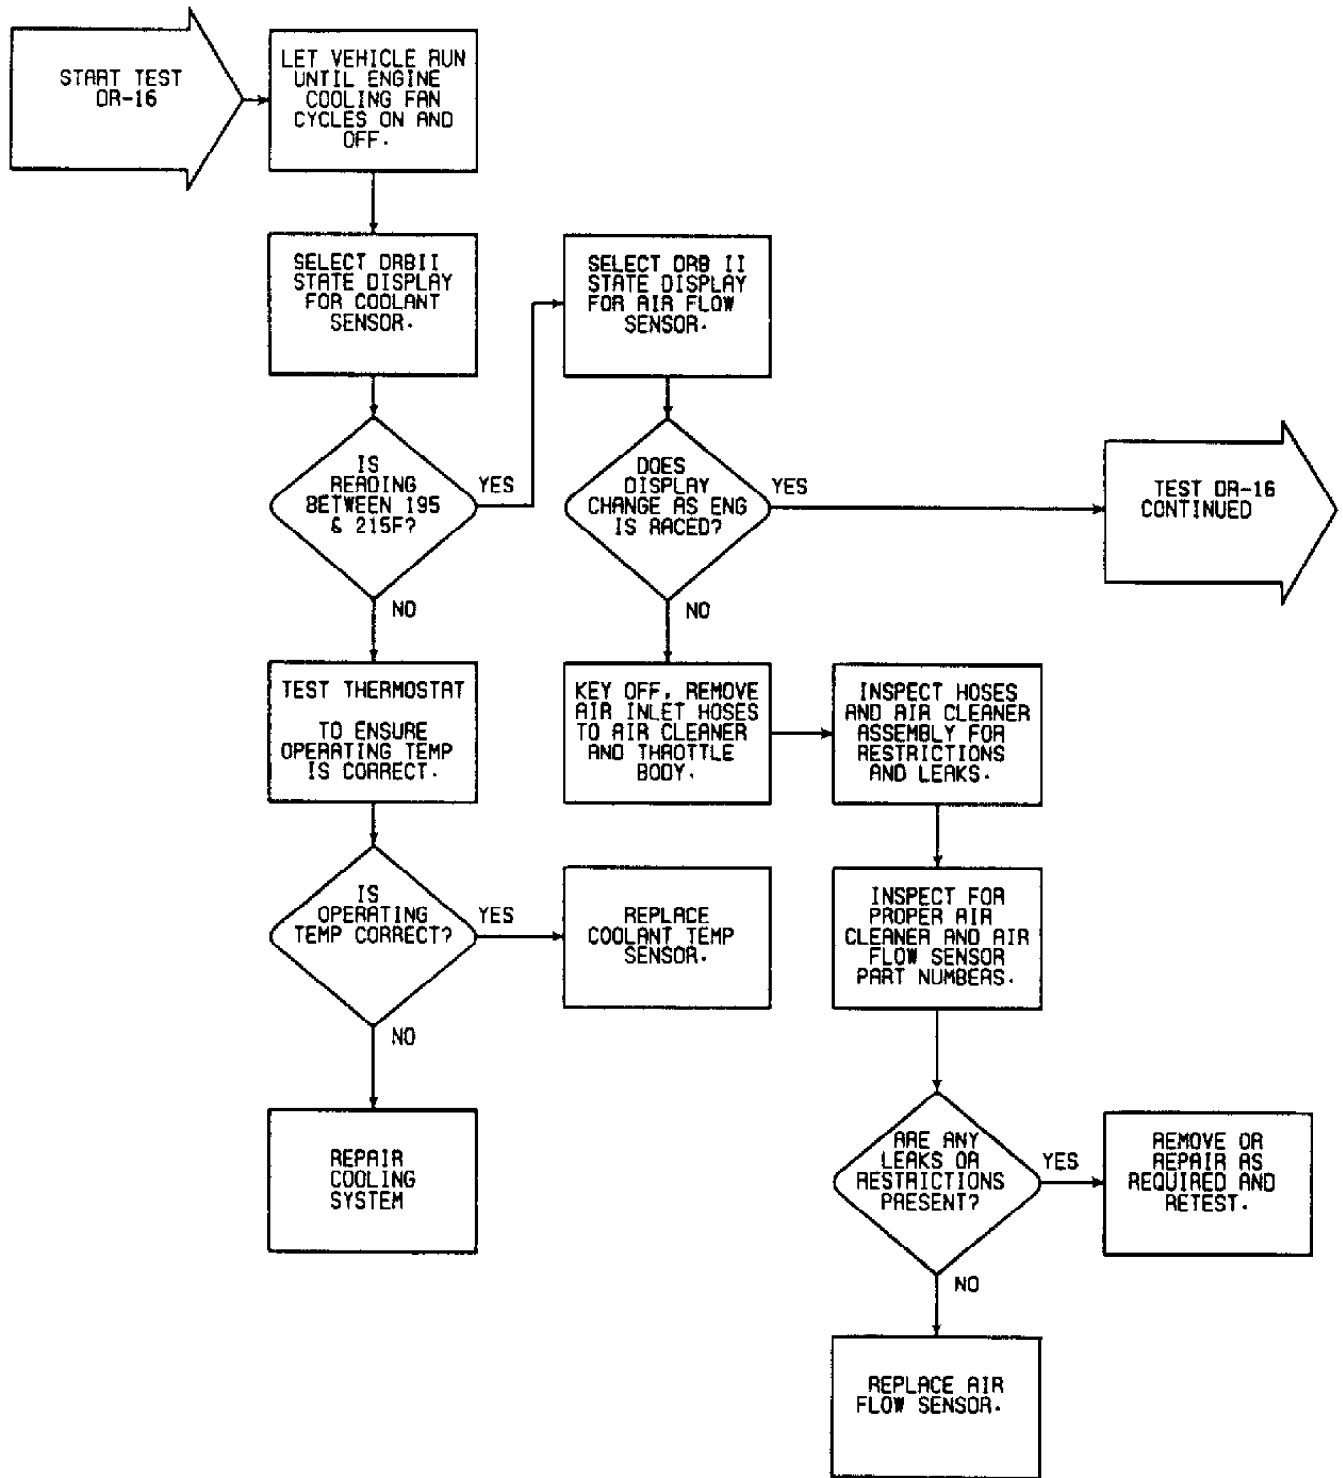 START TEST
DR-16
LET VEHICLE RUN
UNTIL ENGINE
COOLING FAN
CYCLES ON AND
OFF.
SELECT DRBII
STATE DISPLAY
FOR COOLANT
SENSOR.
IS
READING
BETWEEN 195
& 215F?
YES
NO
TEST THERMOSTAT
TO ENSURE
OPERATING TEMP
IS CORRECT.
IS
OPERATING
TEMP CORRECT?
YES
REPLACE
COOLANT TEMP
SENSOR.
NO
REPAIR
COOLING
SYSTEM
SELECT DRB II
STATE DISPLAY
FOR AIR FLOW
SENSOR.
DOES
DISPLAY
CHANGE AS ENG
IS RACED?
YES
TEST DR-16
CONTINUED
NO
KEY OFF, REMOVE
AIR INLET HOSES
TO AIR CLEANER
AND THROTTLE
BODY.
INSPECT HOSES
AND AIR CLEANER
ASSEMBLY FOR
RESTRICTIONS
AND LEAKS.
INSPECT FOR
PROPER AIR
CLEANER AND AIR
FLOW SENSOR
PART NUMBERS.
ARE ANY
LEAKS OR
RESTRICTIONS
PRESENT?
YES
REMOVE OR
REPAIR AS
REQUIRED AND
RETEST.
NO
REPLACE AIR
FLOW SENSOR.